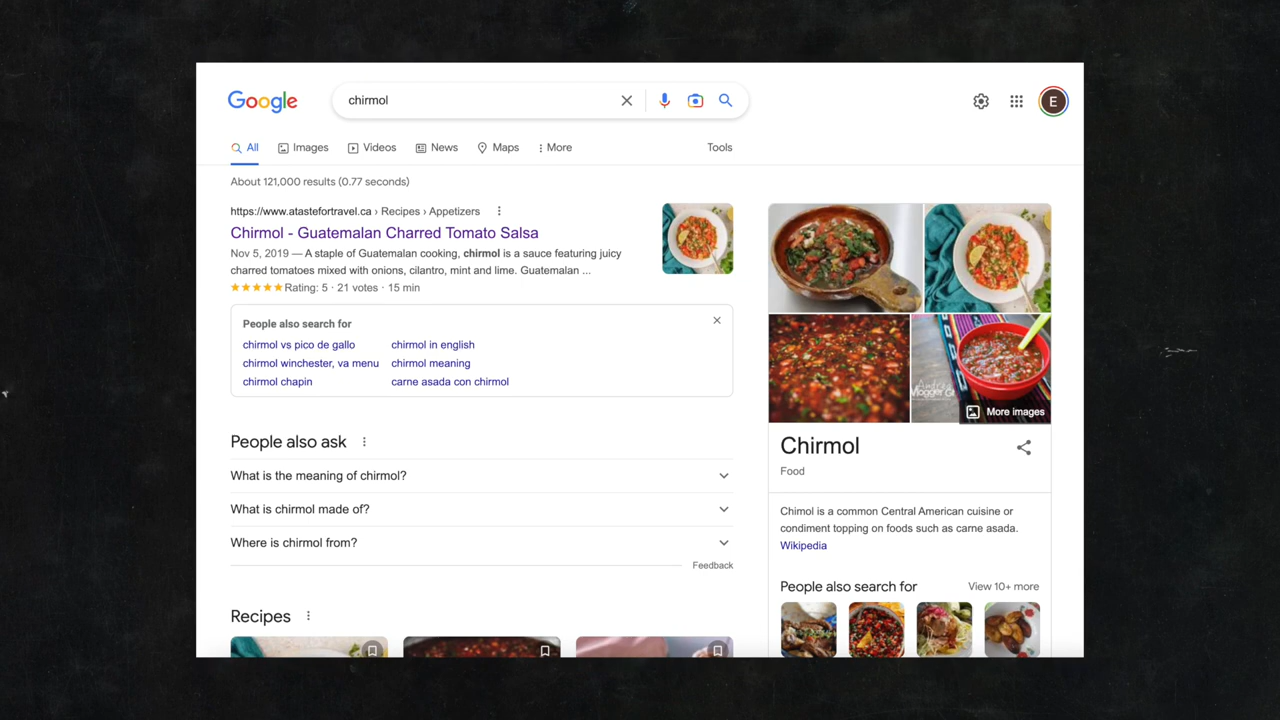 Google
chirmol
E
All Images Videos News Maps More Tools
About 121,000 results (0.77 seconds)
https://www.atastefortravel.ca › Recipes › Appetizers
Chirmol - Guatemalan Charred Tomato Salsa
Nov 5, 2019 — A staple of Guatemalan cooking, chirmol is a sauce featuring juicy
charred tomatoes mixed with onions, cilantro, mint and lime. Guatemalan ...
Rating: 5 · 21 votes · 15 min
People also search for
chirmol vs pico de gallo chirmol in english
chirmol winchester, va menu chirmol meaning
chirmol chapin carne asada con chirmol
People also ask
What is the meaning of chirmol?
What is chirmol made of?
Where is chirmol from?
Feedback
Recipes
More images
Chirmol
Food
Chimol is a common Central American cuisine or
condiment topping on foods such as carne asada.
Wikipedia
People also search for View 10+ more